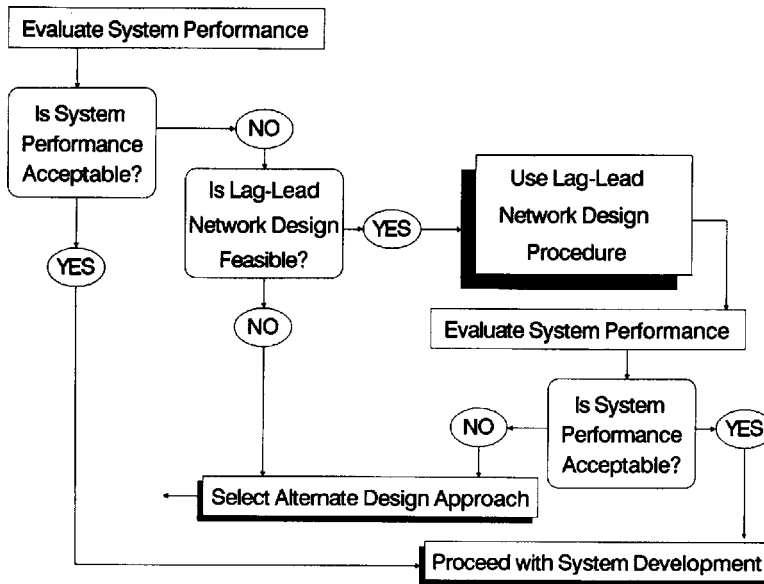 Evaluate System Performance
Is System
Performance
Acceptable?
NO
YES
Is Lag-Lead
Network Design
Feasible?
YES
NO
Use Lag-Lead
Network Design
Procedure
Evaluate System Performance
Is System
Performance
Acceptable?
NO
YES
Select Alternate Design Approach
Proceed with System Development